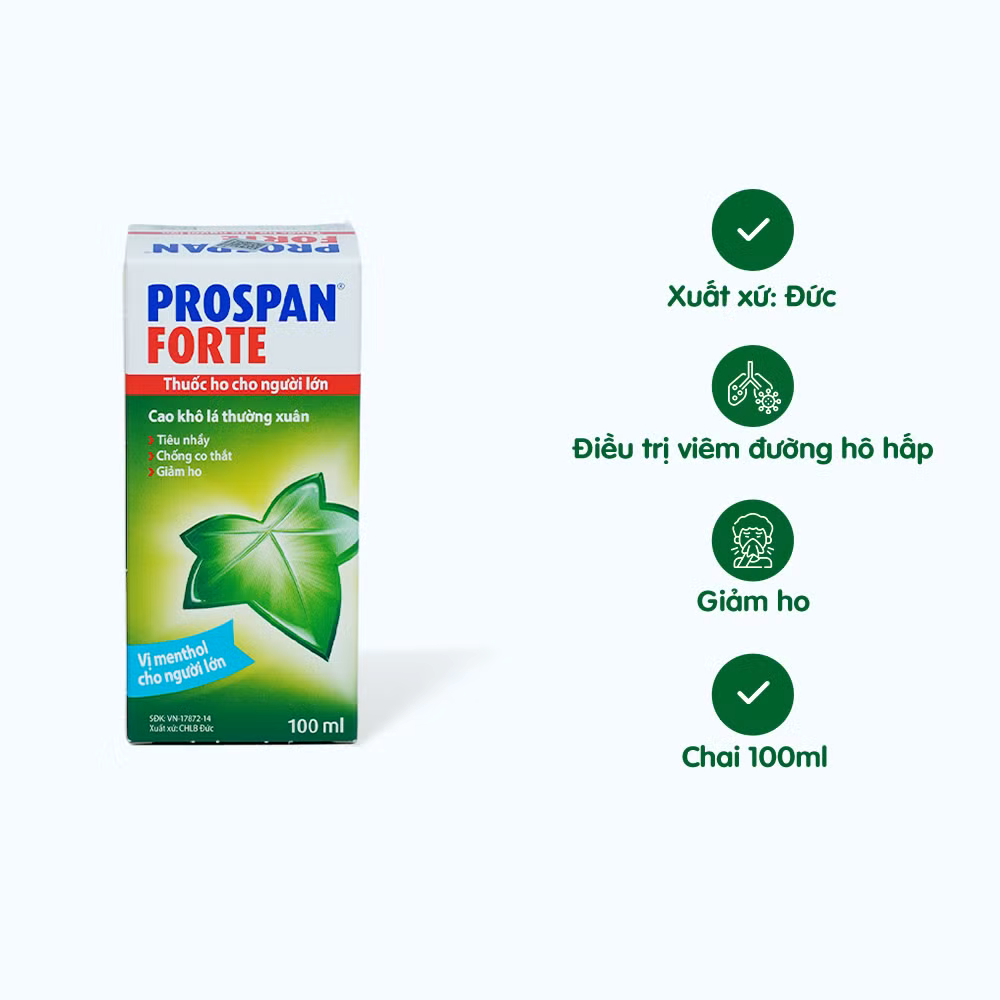 PROSPAN
FORTE
PROSPAN®
FORTE
Thuốc ho cho người lớn
Cao khô lá thường xuân
Tiêu nhầy
Chống co thắt
Giảm ho
Vị menthol
cho người lớn
SĐK: VN-17872-14
Xuất xứ: CHLB Đức
100 ml
Xuất xứ: Đức
Điều trị viêm đường hô hấp
Giảm ho
Chai 100ml